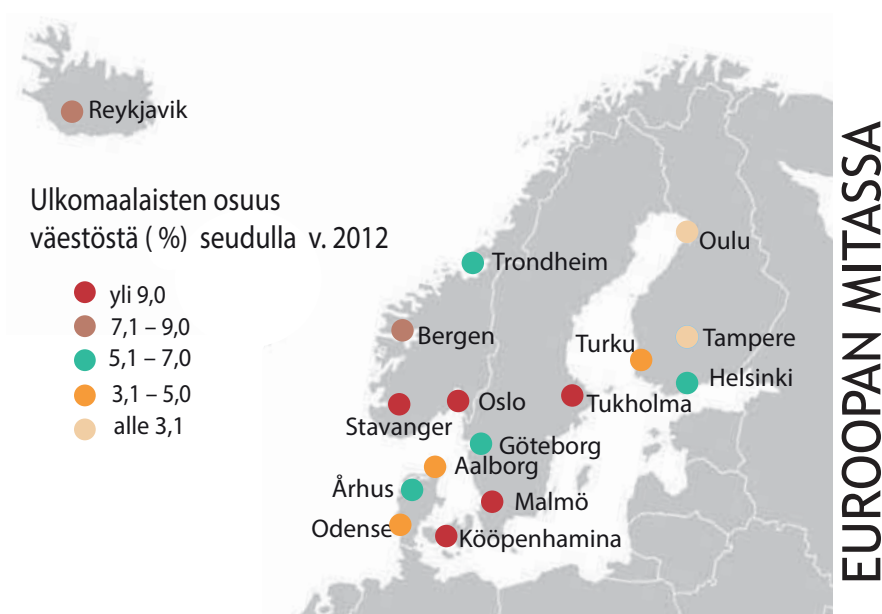 Reykjavik
Ulkomaalaisten osuus
väestöstä ( %) seudulla v. 2012
yli 9,0
7,1 – 9,0
5,1 – 7,0
3,1 – 5,0
alle 3,1
Oulu
Trondheim
Bergen
Turku
Tampere
Helsinki
Oslo
Tukholma
Stavanger
Göteborg
Aalborg
Århus
Malmö
Odense
Kööpenhamina
EUROOPAN MITASSA